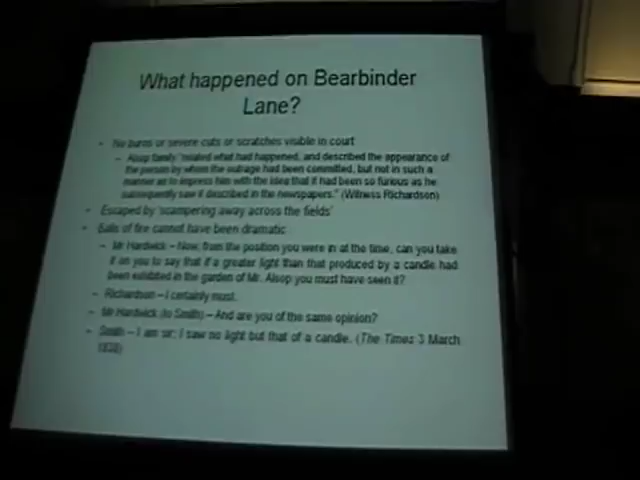 What happened on Bearbinder
Lane?
No burns or severe cuts or scratches visible in court
Alsop family "related what had happened, and described the appearance of
the person by whom the outrage had been committed, but not in such a
manner as to impress him with the idea that it had been so furious as he
subsequently saw it described in the newspapers." (Witness Richardson)
Escaped by 'scampering away across the fields'
Balls of fire cannot have been dramatic
Mr Hardwick – Now, from the position you were in at the time, can you take
it on you to say that if a greater light than that produced by a candle had
been exhibited in the garden of Mr. Alsop you must have seen it?
Richardson – I certainly must.
Mr Hardwick (to Smith) – And are you of the same opinion?
Smith – I am sir; I saw no light but that of a candle. (The Times 3 March
1838)